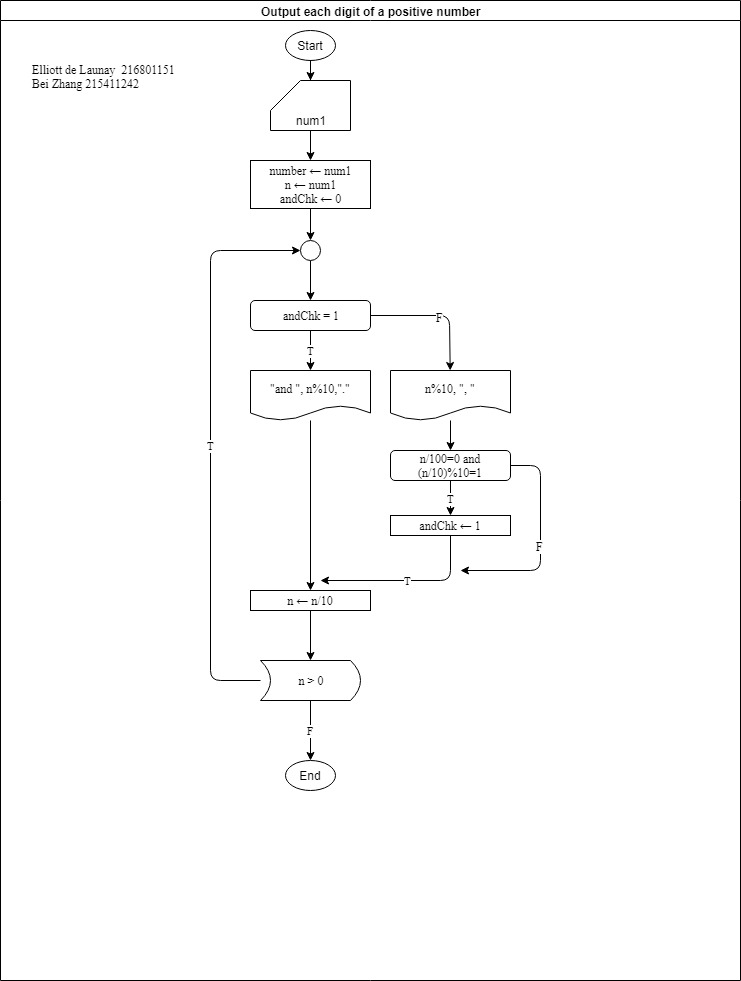 Output each digit of a positive number
Start
Elliott de Launay  216801151
Bei Zhang 215411242
num1
number ← num1
n ← num1
andChk ← 0
andChk = 1
F
T
"and ", n%10,"."
n%10, ", "
T
n/100=0 and
(n/10)%10=1
T
andChk ← 1
F
T
n ← n/10
n > 0
F
End